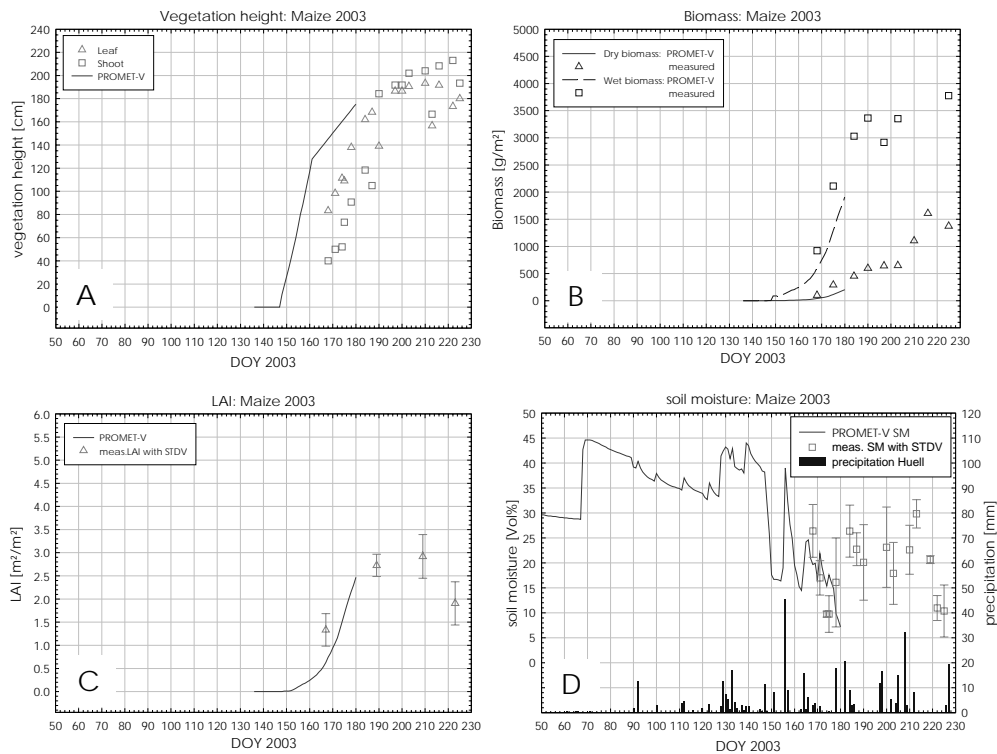 Vegetation height: Maize 2003
240
220
200
180
160
140
120
100
80
60
40
20
0
vegetation height [cm]
Leaf
Shoot
PROMET-V
A
50 60 70 80 90 100 110 120 130 140 150 160 170 180 190 200 210 220 230
DOY 2003
Biomass: Maize 2003
5000
4500
4000
3500
3000
2500
2000
1500
1000
500
0
Biomass [g/m²]
Dry biomass: PROMET-V
measured
Wet biomass: PROMET-V
measured
B
50 60 70 80 90 100 110 120 130 140 150 160 170 180 190 200 210 220 230
DOY 2003
LAI: Maize 2003
6.0
5.5
5.0
4.5
4.0
3.5
3.0
2.5
2.0
1.5
1.0
0.5
0.0
LAI [m²/m²]
PROMET-V
meas.LAI with STDV
C
50 60 70 80 90 100 110 120 130 140 150 160 170 180 190 200 210 220 230
DOY 2003
soil moisture: Maize 2003
50
45
40
35
30
25
20
15
10
5
0
soil moisture [Vol%]
PROMET-V SM
meas. SM with STDV
precipitation Huell
120
110
100
90
80
70
60
50
40
30
20
10
0
precipitation [mm]
D
50 60 70 80 90 100 110 120 130 140 150 160 170 180 190 200 210 220 230
DOY 2003